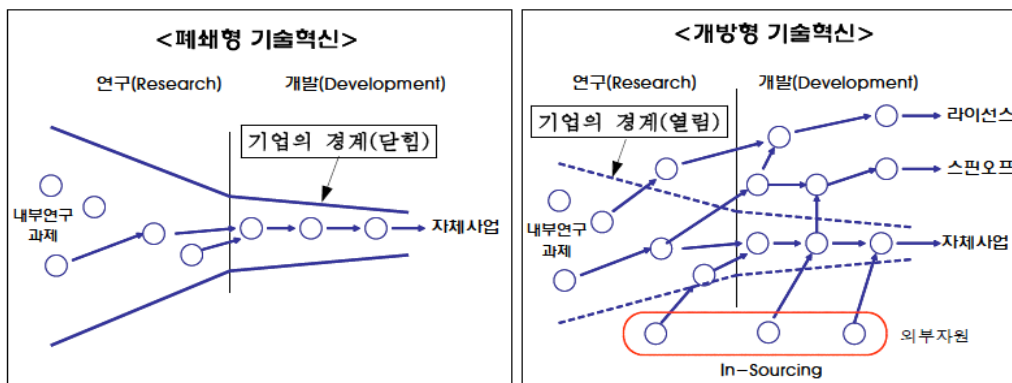 <폐쇄형 기술혁신>
연구(Research)
개발(Development)
기업의 경계(닫힘)
내부연구
과제
자체사업
<개방형 기술혁신>
연구(Research)
개발(Development)
기업의 경계(열림)
라이선스
스핀오프
내부연구
과제
자체사업
외부자원
In-Sourcing